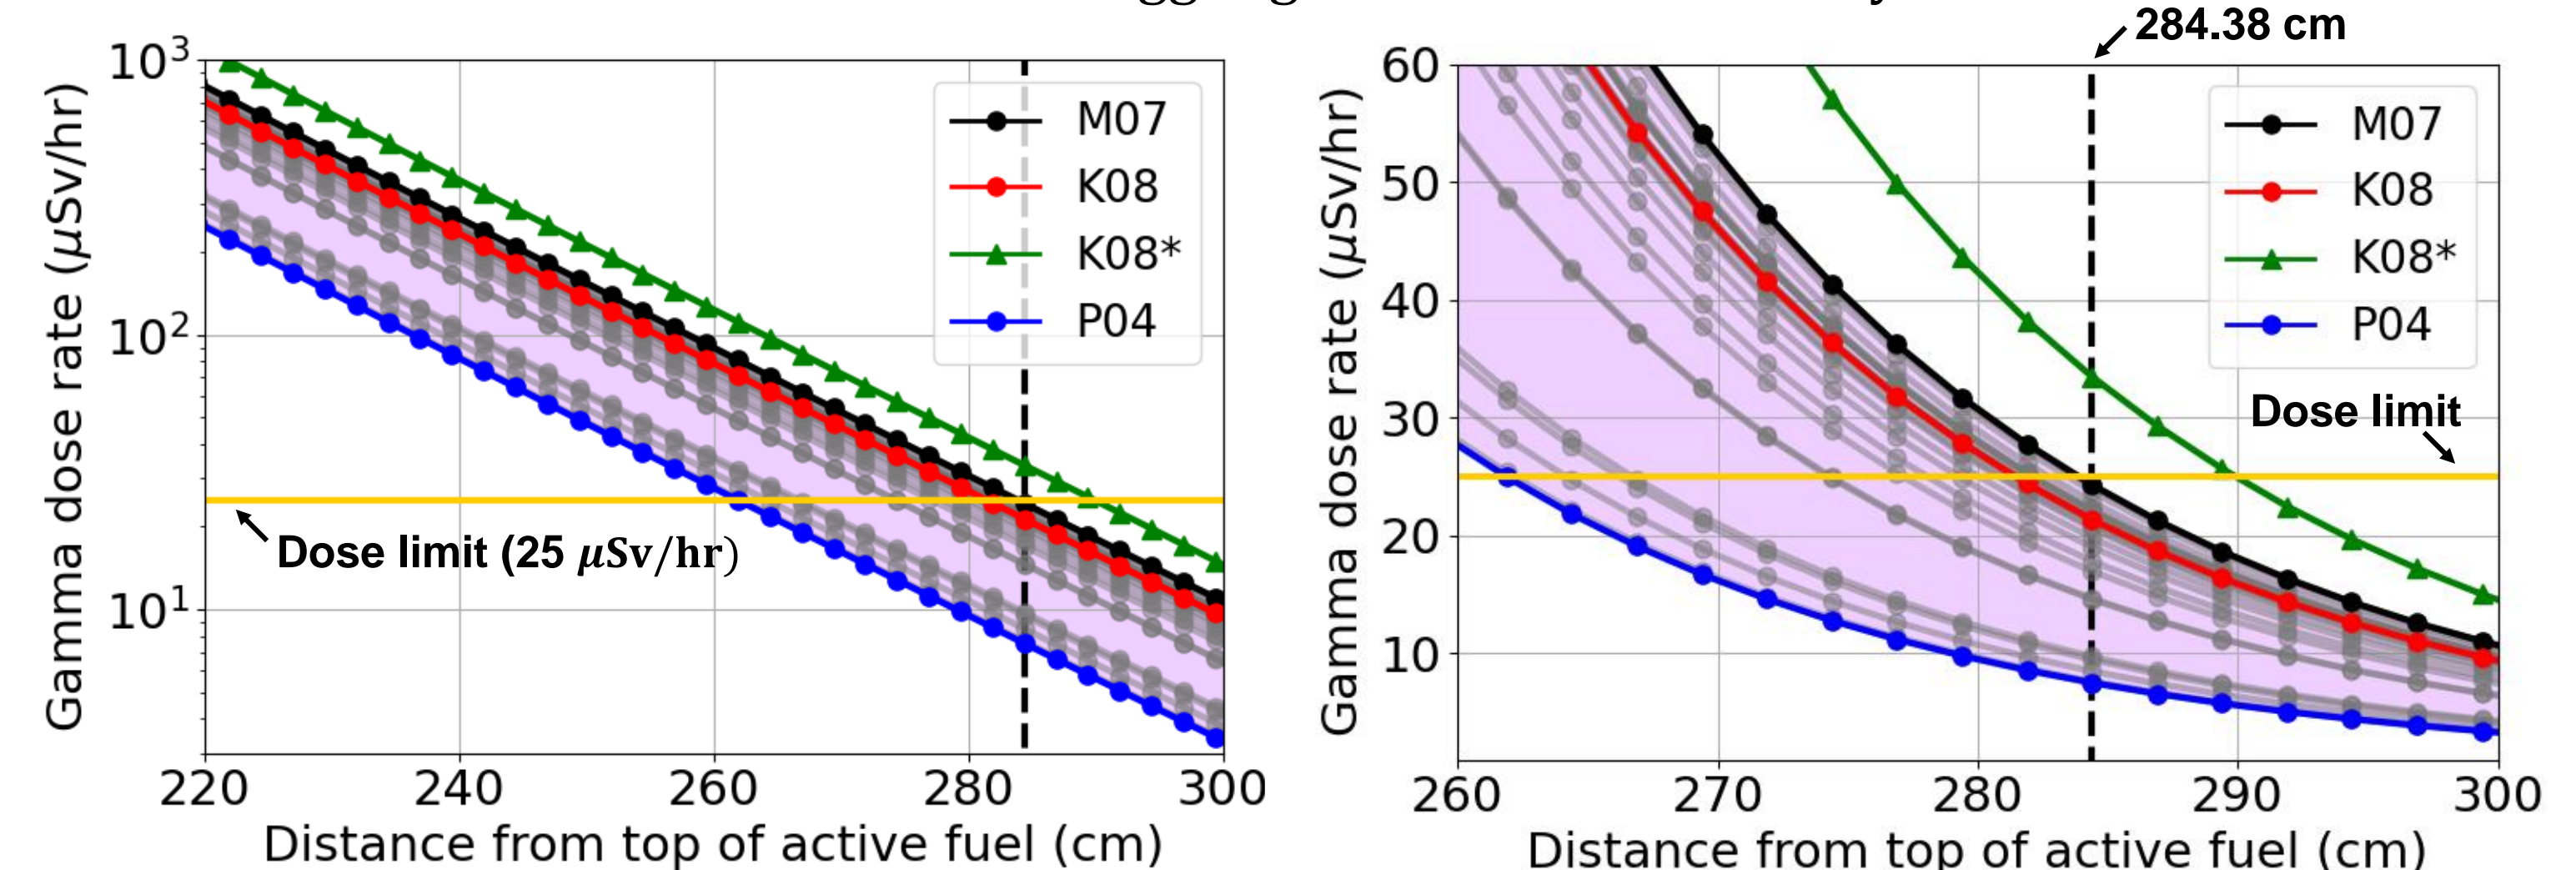 284.38 cm
10³
10²
10¹
Gamma dose rate (μSv/hr)
M07
K08
K08*
P04
Dose limit (25 μSv/hr)
220 240 260 280 300
Distance from top of active fuel (cm)
60
50
40
30
20
10
Gamma dose rate (μSv/hr)
M07
K08
K08*
P04
Dose limit
260 270 280 290 300
Distance from top of active fuel (cm)